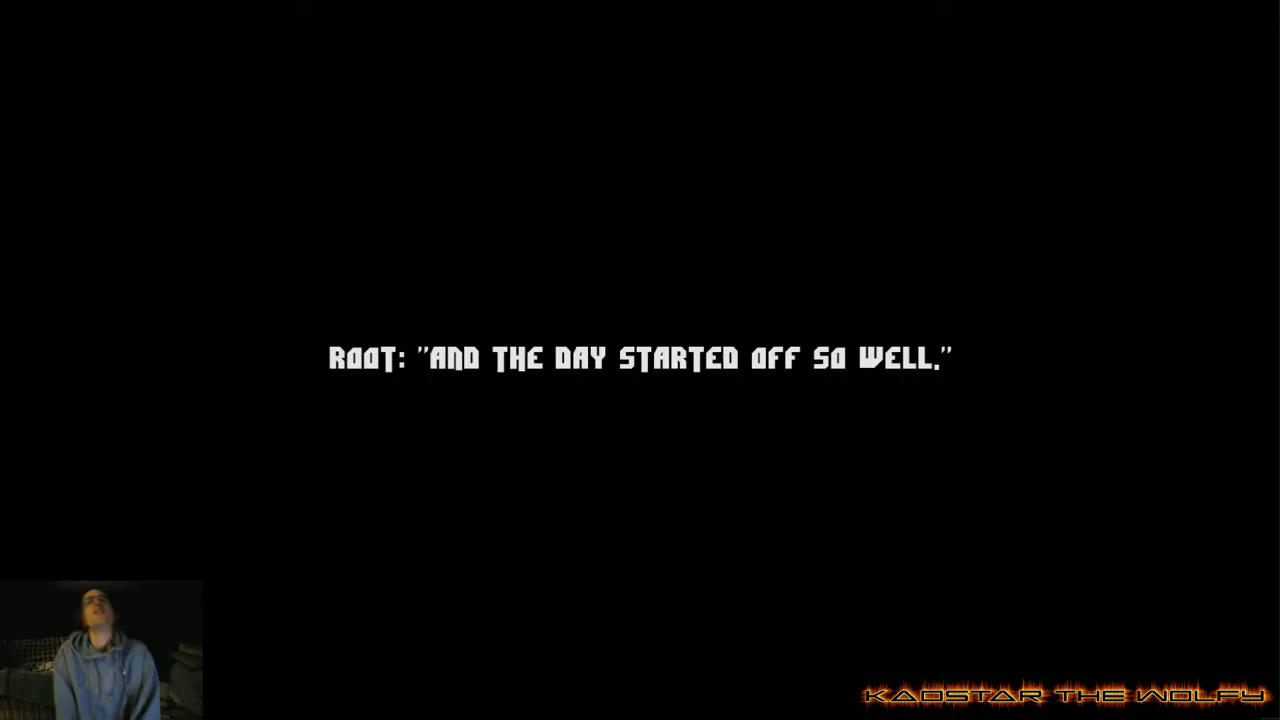 ROOT: "AND THE DAY STARTED OFF SO WELL."
KAOSTAR THE WOLFY